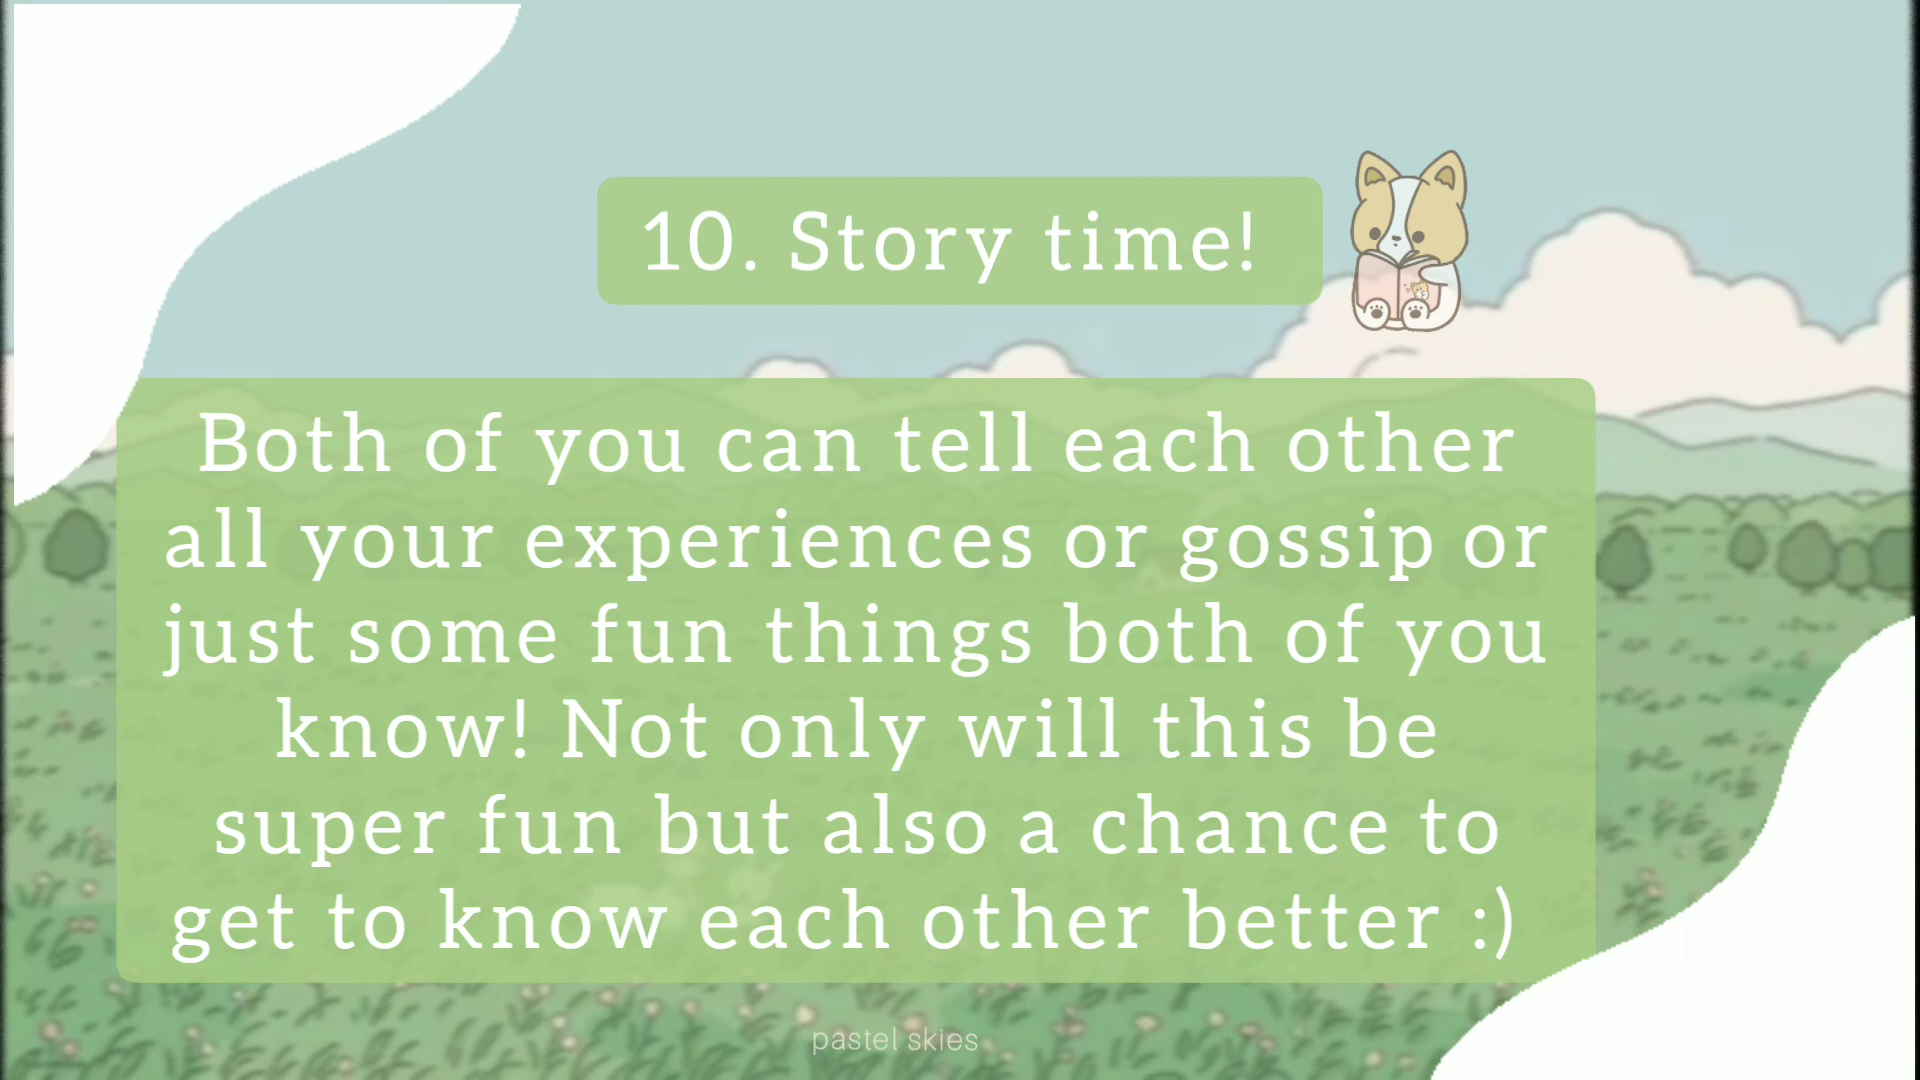 10. Story time!
Both of you can tell each other
all your experiences or gossip or
just some fun things both of you
know! Not only will this be
super fun but also a chance to
get to know each other better :)
pastel skies